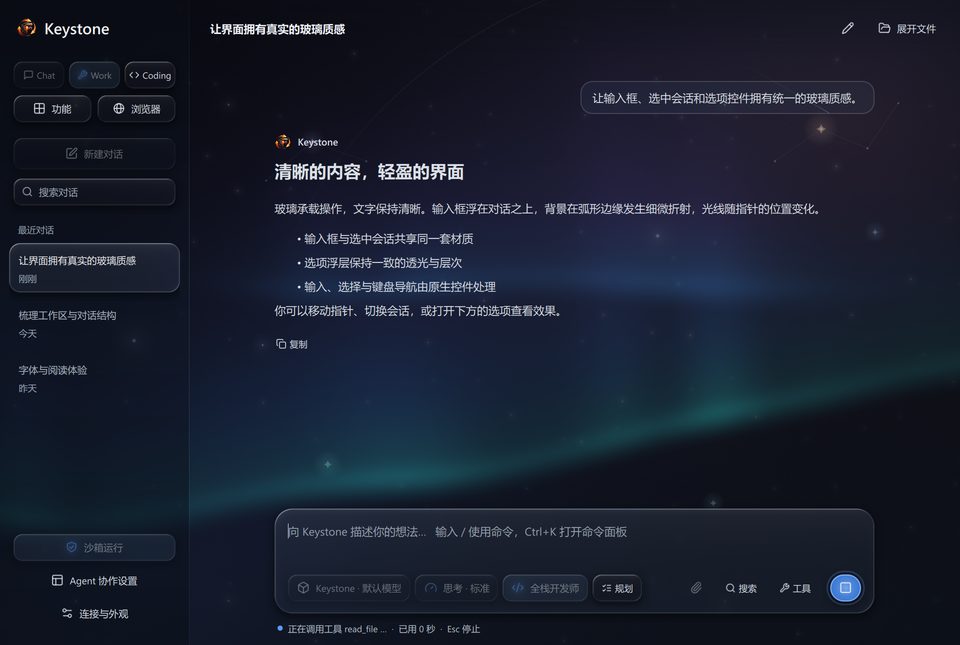 Keystone
Chat
Work
Coding
功能
浏览器
新建对话
搜索对话
最近对话
让界面拥有真实的玻璃质感
刚刚
梳理工作区与对话结构
今天
字体与阅读体验
昨天
沙箱运行
Agent 协作设置
连接与外观
让界面拥有真实的玻璃质感
展开文件
让输入框、选中会话和选项控件拥有统一的玻璃质感。
Keystone
清晰的内容，轻盈的界面
玻璃承载操作，文字保持清晰。输入框浮在对话之上，背景在弧形边缘发生细微折射，光线随指针的位置变化。
• 输入框与选中会话共享同一套材质
• 选项浮层保持一致的透光与层次
• 输入、选择与键盘导航由原生控件处理
你可以移动指针、切换会话，或打开下方的选项查看效果。
复制
向 Keystone 描述你的想法... 输入 / 使用命令，Ctrl+K 打开命令面板
Keystone · 默认模型
思考 · 标准
全栈开发师
规划
搜索
工具
正在调用工具 read_file ... · 已用 0 秒 · Esc 停止